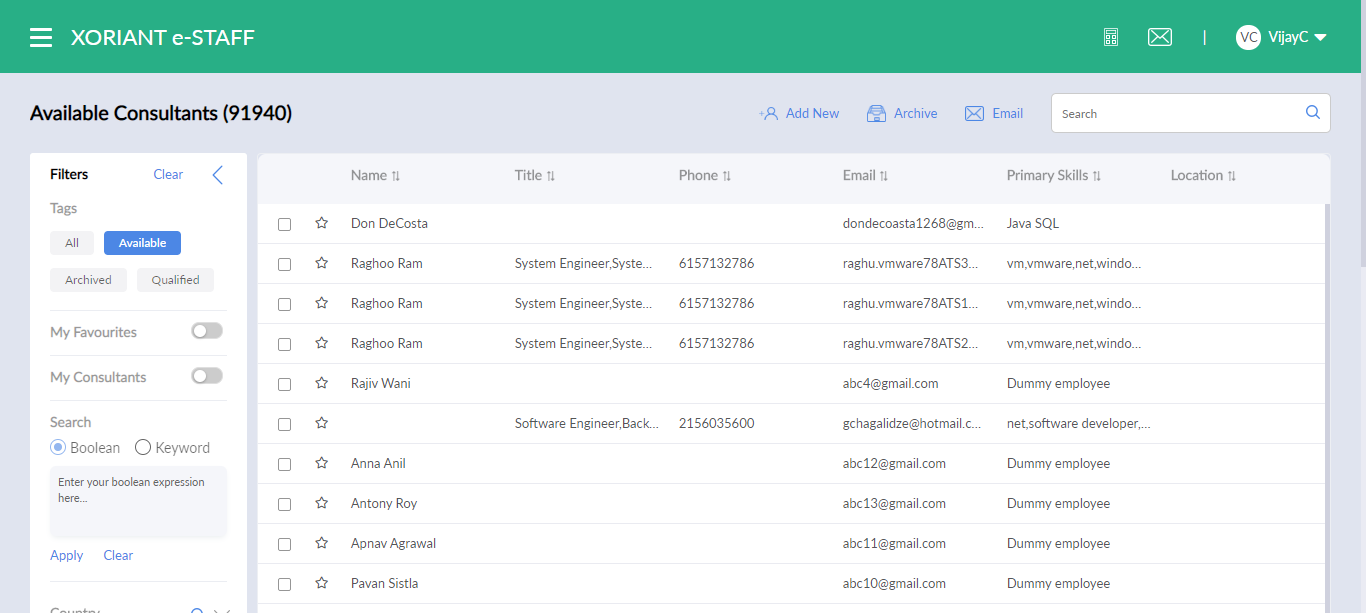 XORIANT e-STAFF
VC VijayC
Available Consultants (91940)
Add New Archive Email Search
Filters Clear
Tags
All Available
Archived Qualified
My Favourites
My Consultants
Search
Boolean Keyword
Enter your boolean expression
here...
Apply Clear
Country
Name Title Phone Email Primary Skills Location
Don DeCosta dondecoasta1268@gm... Java SQL
Raghoo Ram System Engineer,Syste... 6157132786 raghu.vmware78ATS3... vm,vmware,net,windo...
Raghoo Ram System Engineer,Syste... 6157132786 raghu.vmware78ATS1... vm,vmware,net,windo...
Raghoo Ram System Engineer,Syste... 6157132786 raghu.vmware78ATS2... vm,vmware,net,windo...
Rajiv Wani abc4@gmail.com Dummy employee
Software Engineer,Back... 2156035600 gchagalidze@hotmail.c... net,software developer,...
Anna Anil abc12@gmail.com Dummy employee
Antony Roy abc13@gmail.com Dummy employee
Apnav Agrawal abc11@gmail.com Dummy employee
Pavan Sistla abc10@gmail.com Dummy employee